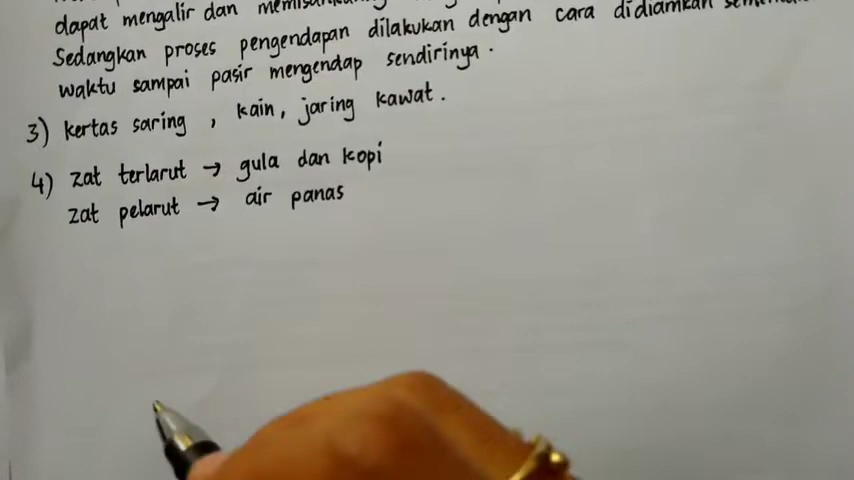 dapat mengalir dan
Sedangkan proses pengendapan dilakukan dengan cara didiamkan
waktu sampai pasir mengendap sendirinya.
3) kertas saring, kain, jaring kawat.
4) zat terlarut → gula dan kopi
zat pelarut → air panas